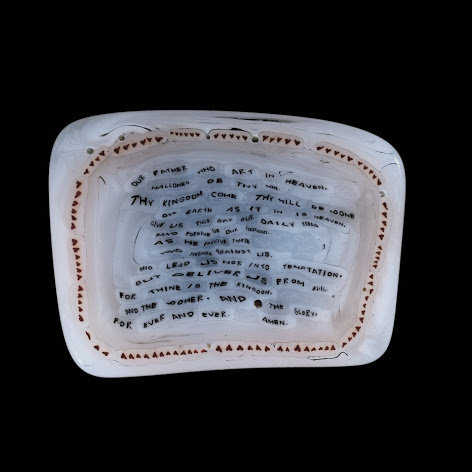 OUR FATHER WHO ART IN HEAVEN.
HALLOWED BE THY
THY KINGDOM COME THY WILL BE DONE
ON EARTH AS IT IN IS HEAVEN.
GIVE US THIS DAY OUR DAILY BREAD
AND FORGIVE US OUR
AS WE FORGIVE THOSE
WHO AGAINST US.
AND LEAD US NOT INTO TEMPTATION.
BUT DELIVER US FROM EVIL.
FOR THINE IS THE KINGDOM.
AND THE POWER. AND THE GLORY.
FOR EVER AND EVER. AMEN.